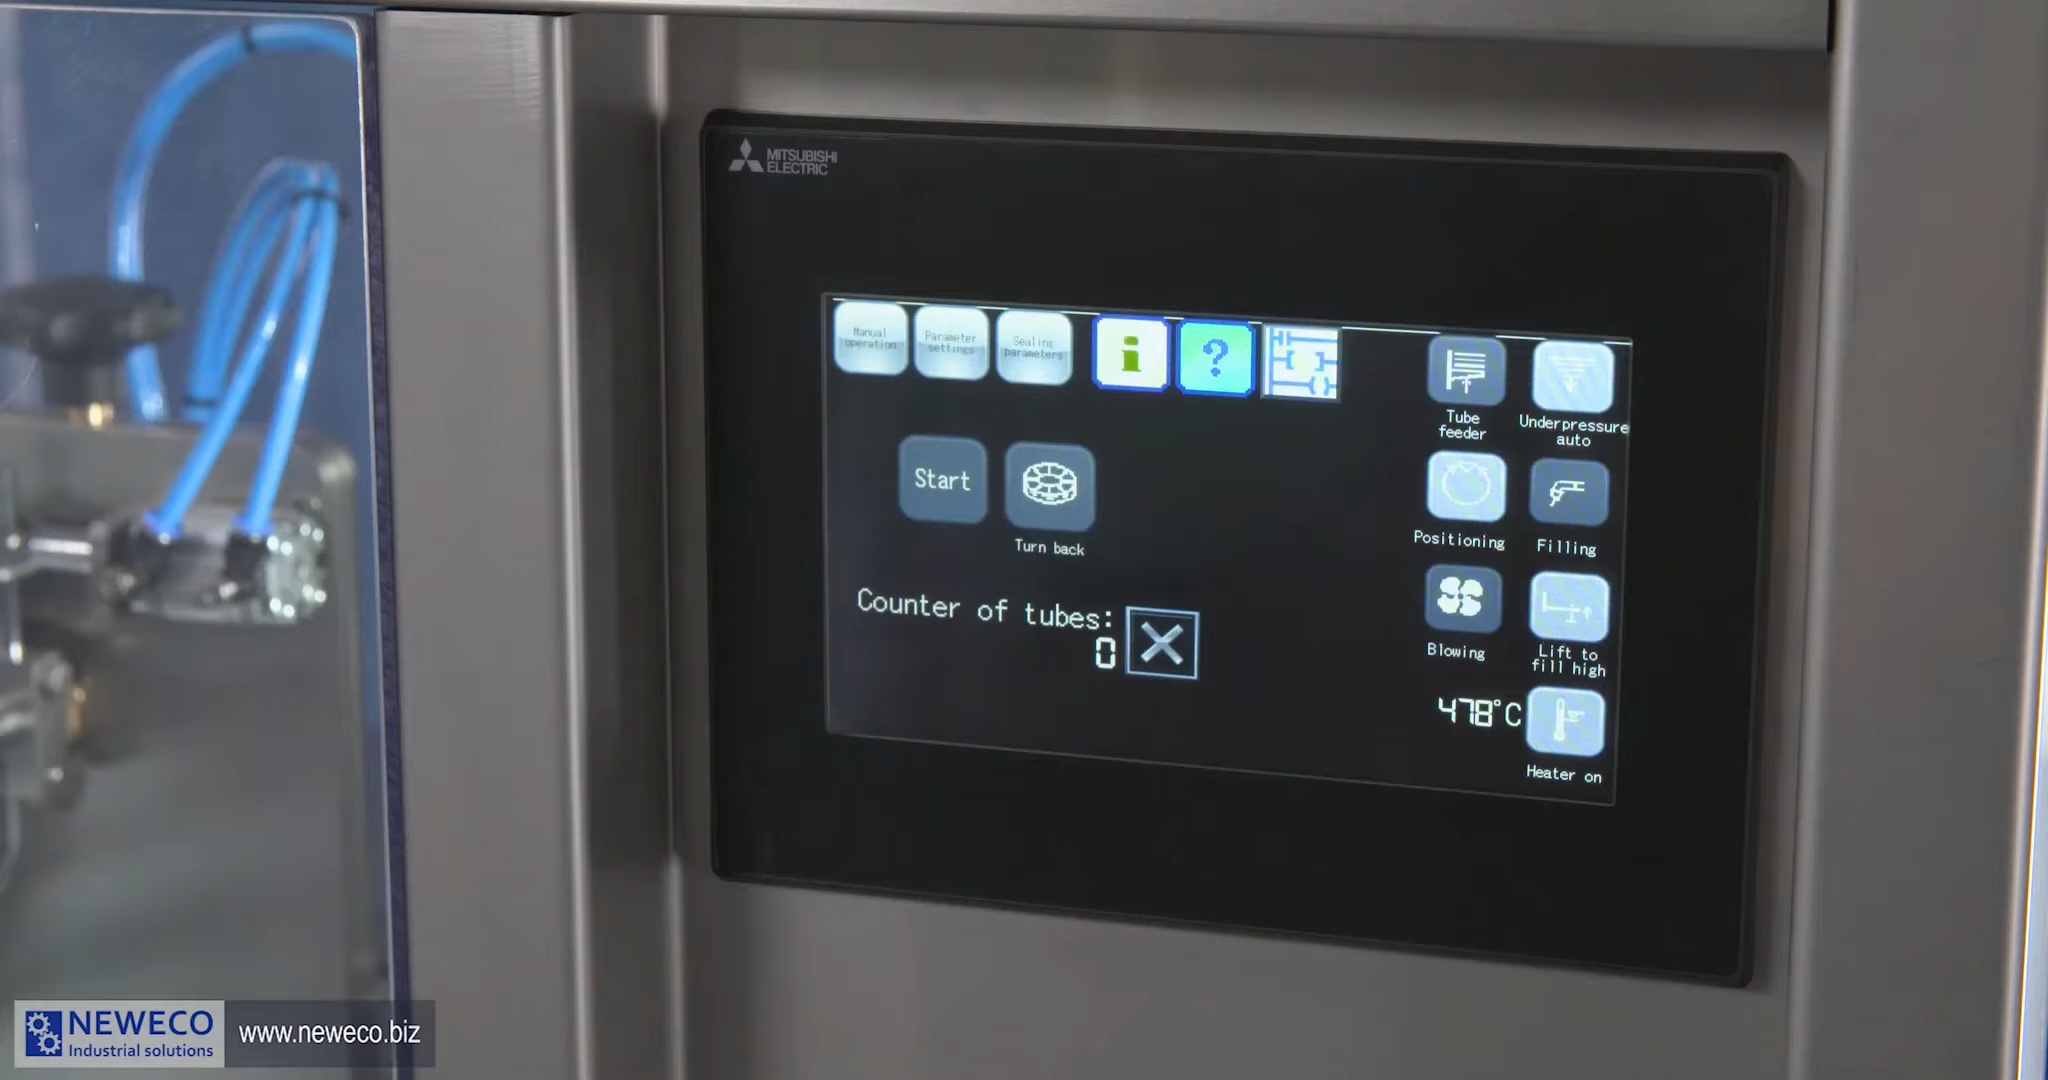 MITSUBISHI
ELECTRIC
Manual
operation
Parameter
settings
Sealing
parameters
i
?
Tube
feeder
Underpressure
auto
Start
Turn back
Positioning
Filling
Counter of tubes:
0
Blowing
Lift to
fill high
478°C
Heater on
NEWECO
Industrial solutions
www.neweco.biz